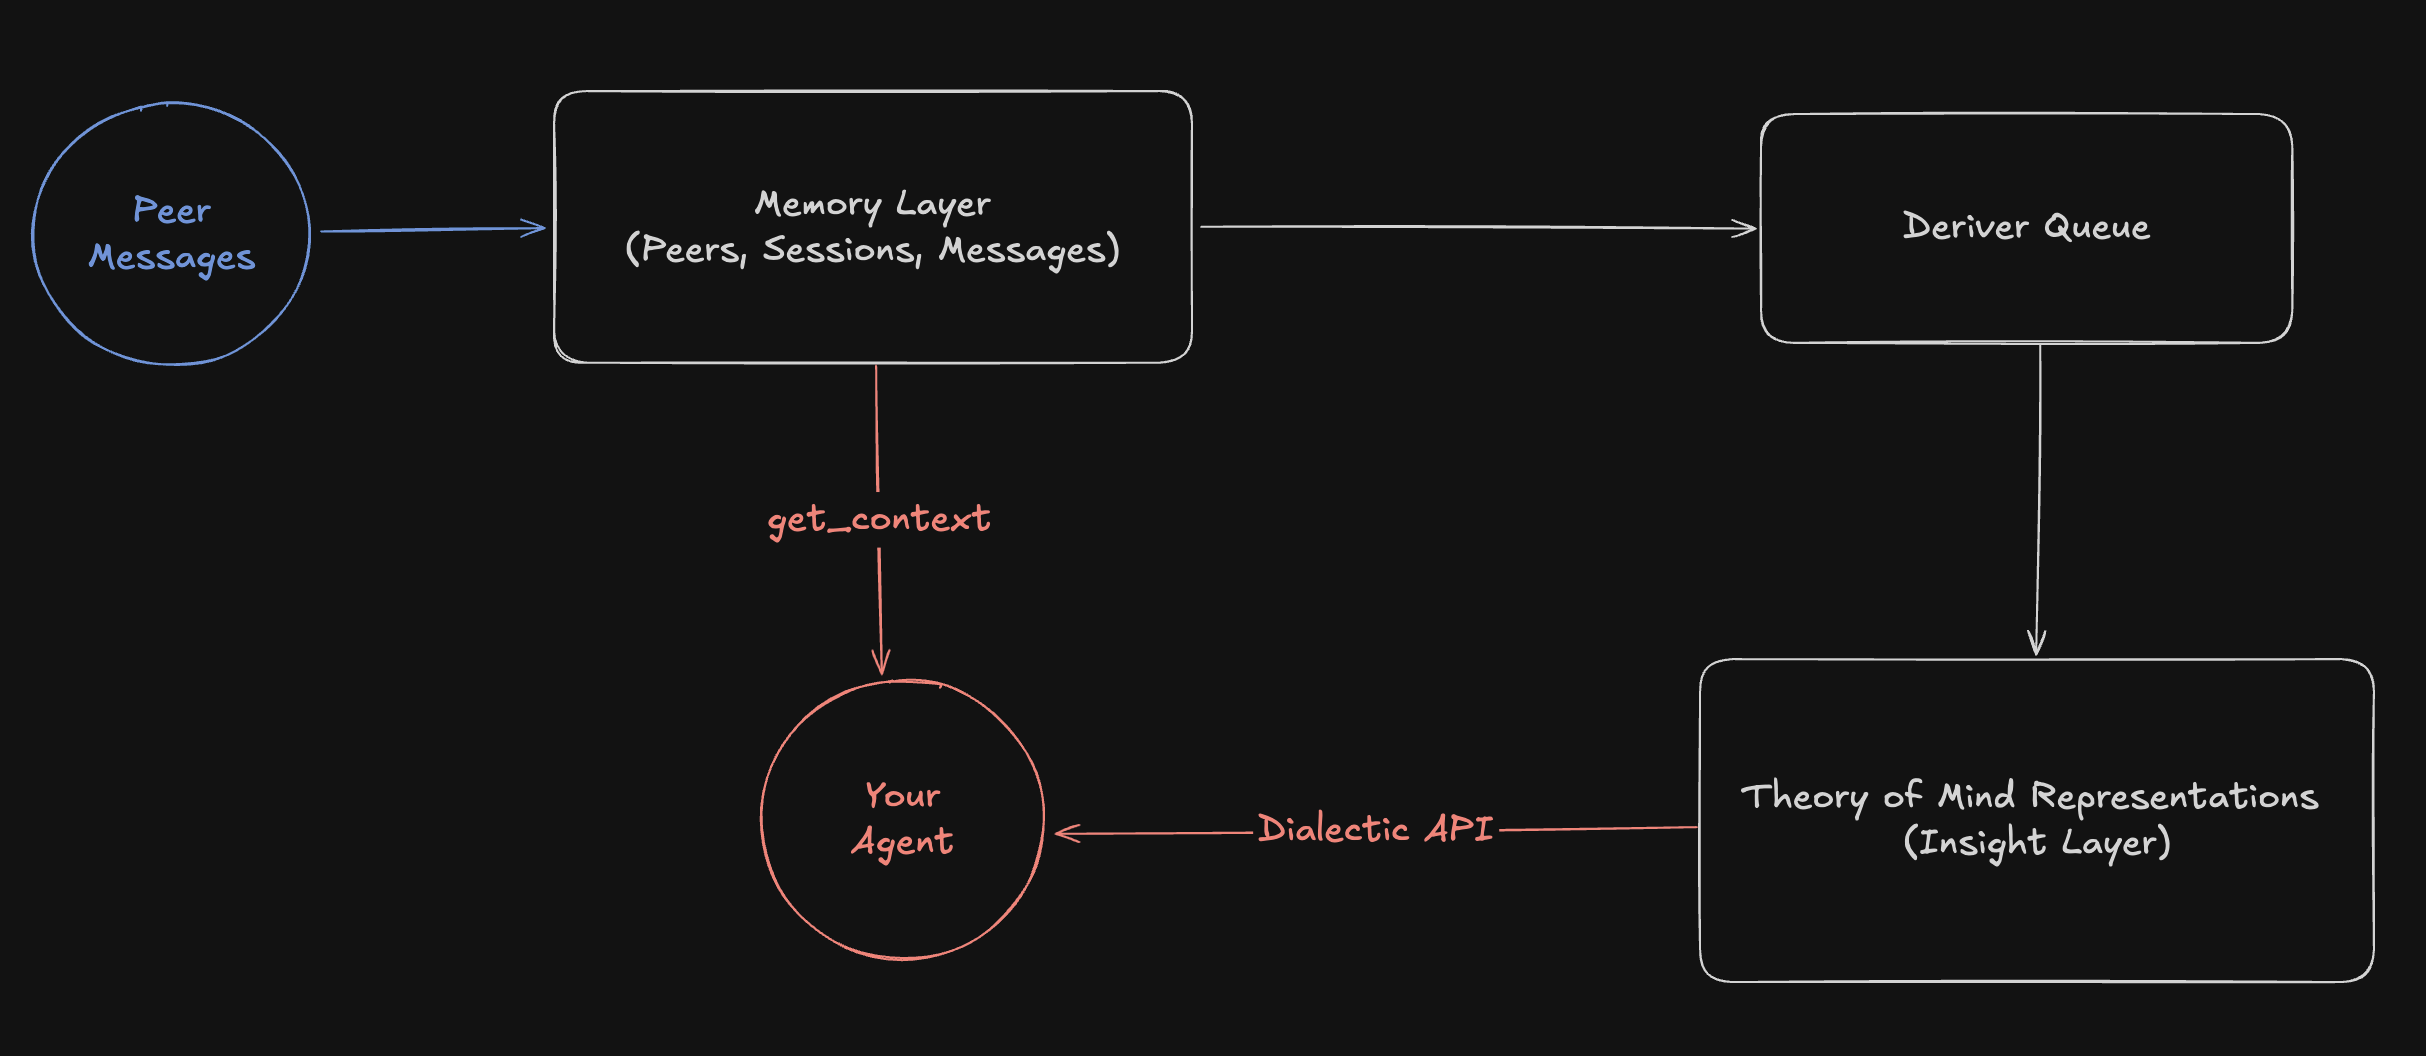 Peer
Messages
Memory Layer
(Peers, Sessions, Messages)
Deriver Queue
get_context
Your
Agent
Dialectic API
Theory of Mind Representations
(Insight Layer)